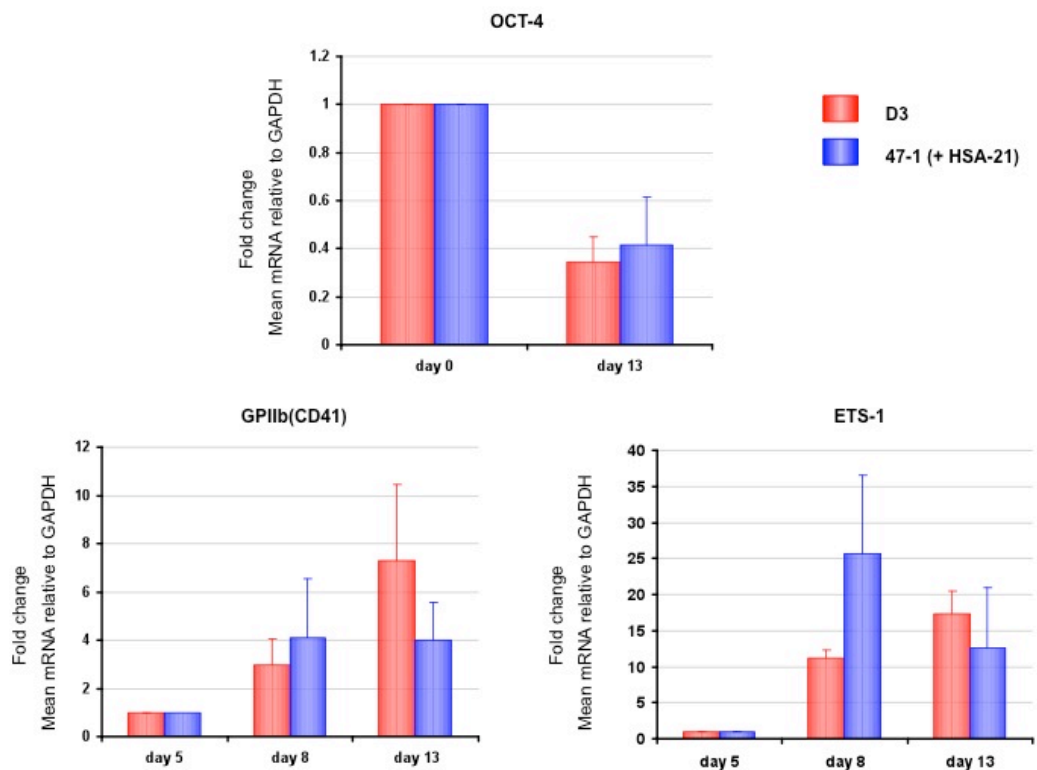 OCT-4
Fold change
Mean mRNA relative to GAPDH
1.2
1
0.8
0.6
0.4
0.2
0
day 0 day 13
D3
47-1 (+ HSA-21)
GPIIb(CD41)
Fold change
Mean mRNA relative to GAPDH
12
10
8
6
4
2
0
day 5 day 8 day 13
ETS-1
Fold change
Mean mRNA relative to GAPDH
40
35
30
25
20
15
10
5
0
day 5 day 8 day 13